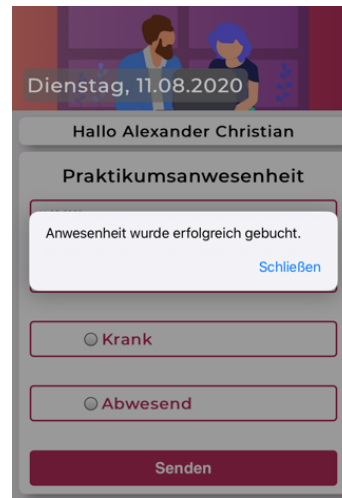 Dienstag, 11.08.2020
Hallo Alexander Christian
Praktikumsanwesenheit
Anwesenheit wurde erfolgreich gebucht.
Schließen
Krank
Abwesend
Senden